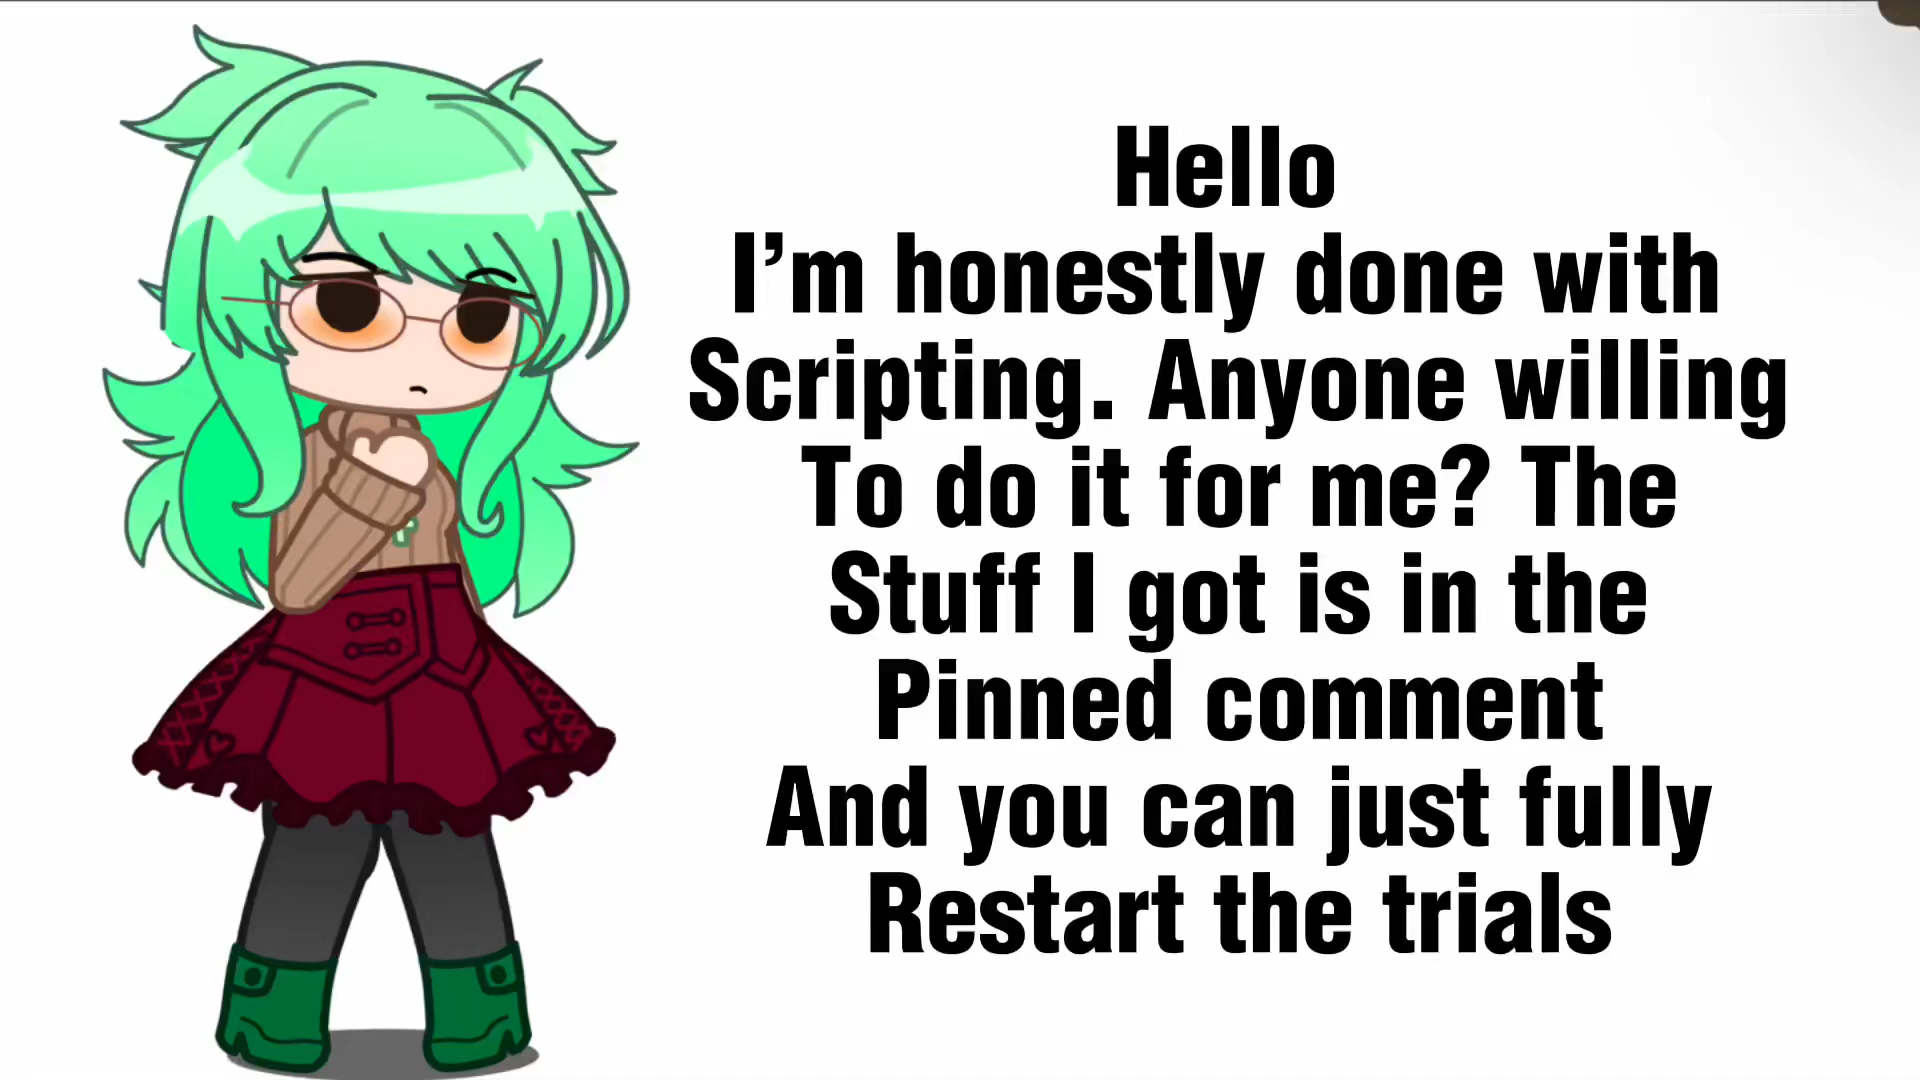 Hello
I’m honestly done with
Scripting. Anyone willing
To do it for me? The
Stuff I got is in the
Pinned comment
And you can just fully
Restart the trials